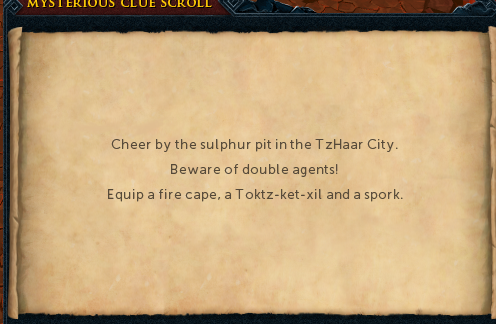 MYSTERIOUS CLUE SCROLL
Cheer by the sulphur pit in the TzHaar City.
Beware of double agents!
Equip a fire cape, a Toktz-ket-xil and a spork.